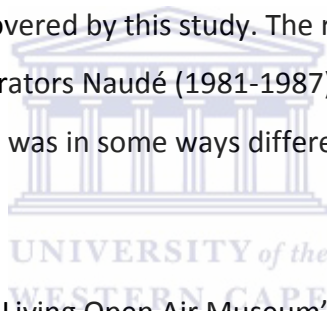 overed by this study. The r
rators Naudé (1981-1987)
was in some ways differe
UNIVERSITY of the
Living Open Air Museum’
WESTERN CAPE